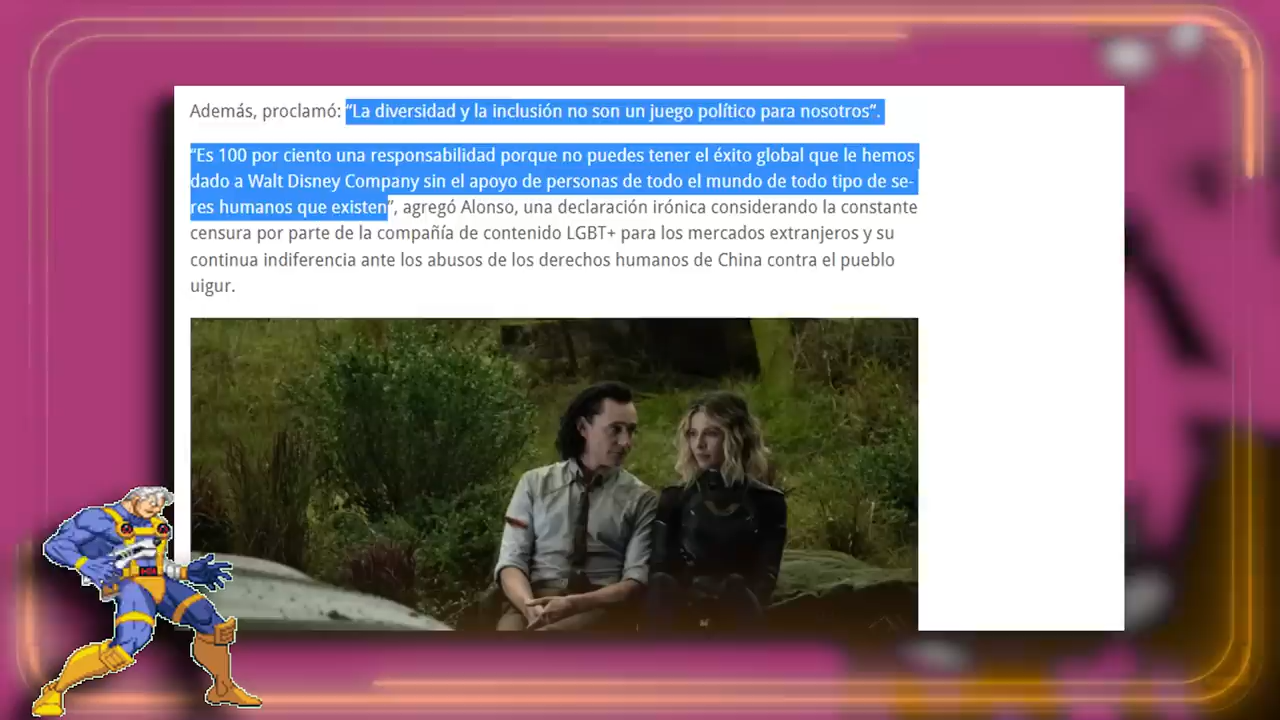 Además, proclamó: “La diversidad y la inclusión no son un juego político para nosotros”.
“Es 100 por ciento una responsabilidad porque no puedes tener el éxito global que le hemos
dado a Walt Disney Company sin el apoyo de personas de todo el mundo de todo tipo de se-
res humanos que existen”, agregó Alonso, una declaración irónica considerando la constante
censura por parte de la compañía de contenido LGBT+ para los mercados extranjeros y su
continua indiferencia ante los abusos de los derechos humanos de China contra el pueblo
uigur.